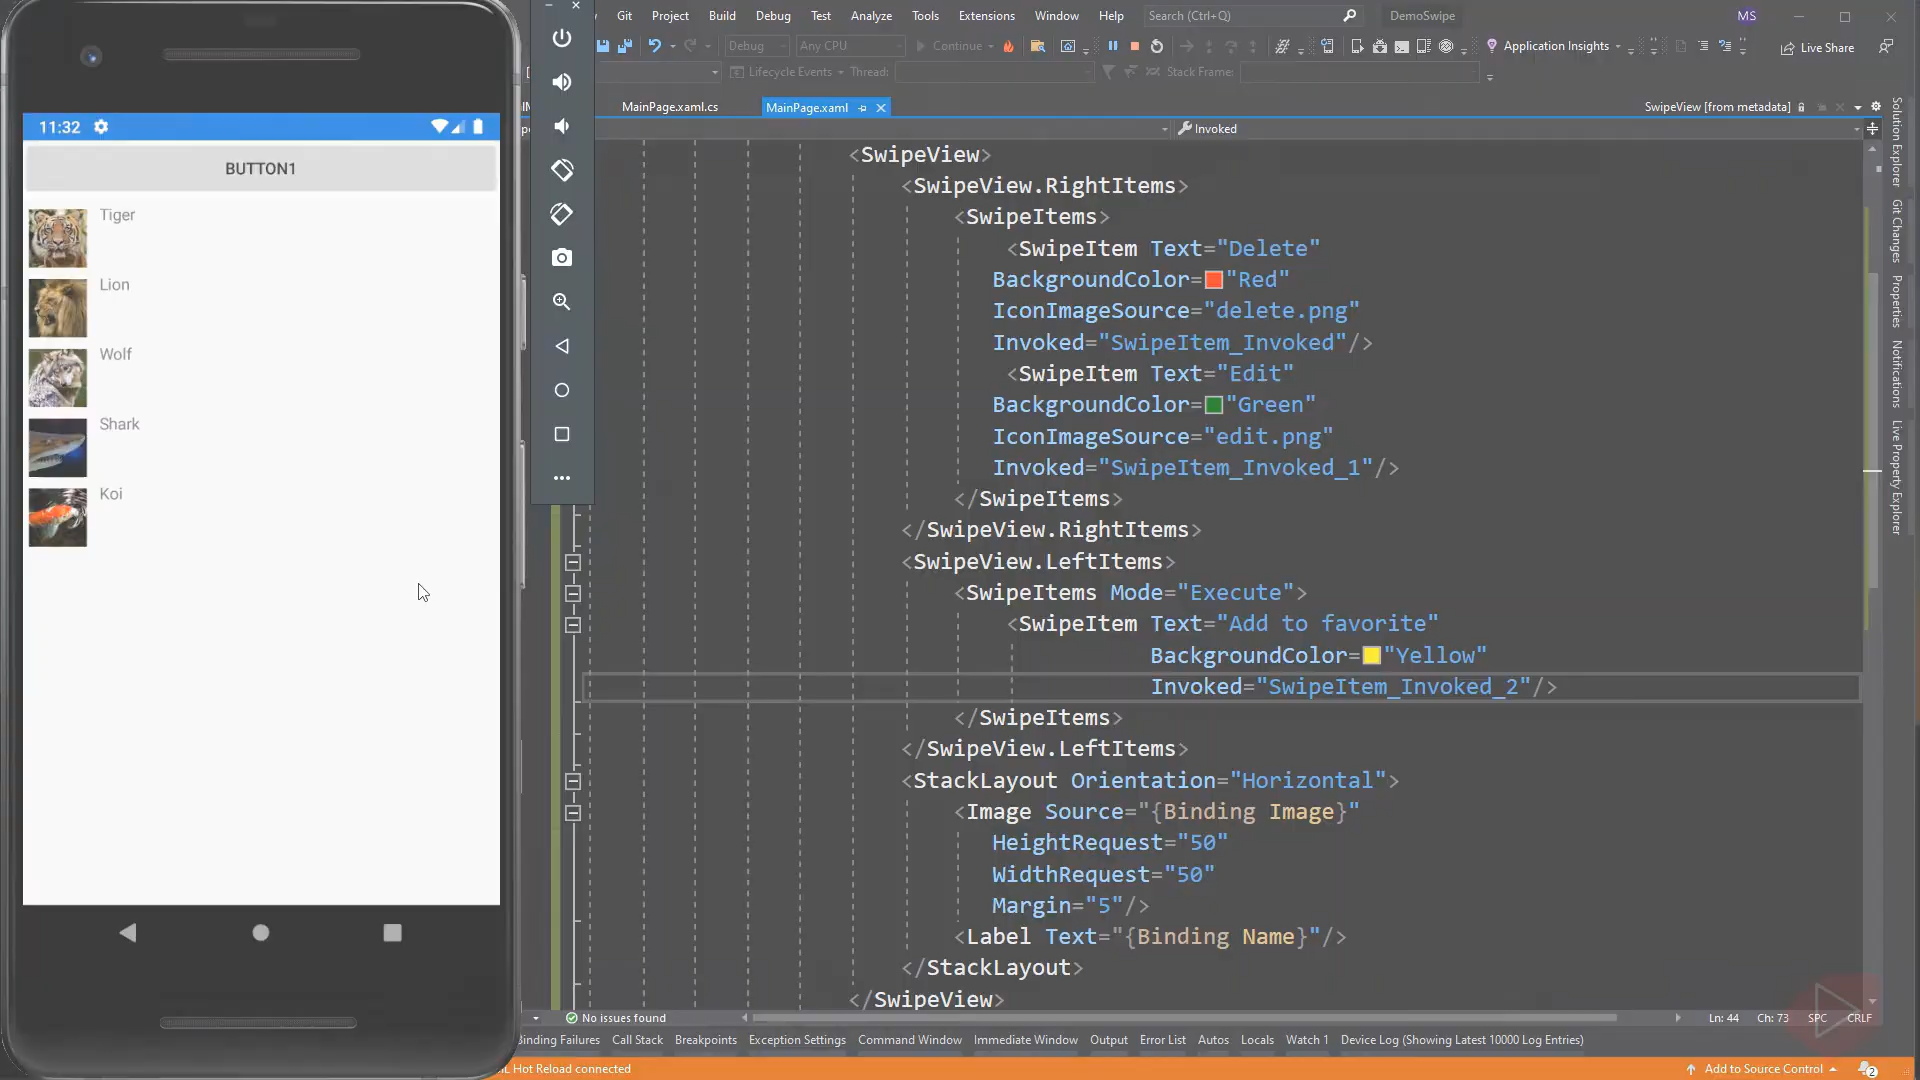 Git Project Build Debug Test Analyze Tools Extensions Window Help Search (Ctrl+Q) DemoSwipe MS
Debug Any CPU Continue Application Insights Live Share
Lifecycle Events Thread: Stack Frame:
MainPage.xaml.cs MainPage.xaml SwipeView [from metadata]
Invoked
11:32
BUTTON1
Tiger
Lion
Wolf
Shark
Koi
<SwipeView>
<SwipeView.RightItems>
<SwipeItems>
<SwipeItem Text="Delete"
BackgroundColor="Red"
IconImageSource="delete.png"
Invoked="SwipeItem_Invoked"/>
<SwipeItem Text="Edit"
BackgroundColor="Green"
IconImageSource="edit.png"
Invoked="SwipeItem_Invoked_1"/>
</SwipeItems>
</SwipeView.RightItems>
<SwipeView.LeftItems>
<SwipeItems Mode="Execute">
<SwipeItem Text="Add to favorite"
BackgroundColor="Yellow"
Invoked="SwipeItem_Invoked_2"/>
</SwipeItems>
</SwipeView.LeftItems>
<StackLayout Orientation="Horizontal">
<Image Source="{Binding Image}"
HeightRequest="50"
WidthRequest="50"
Margin="5"/>
<Label Text="{Binding Name}"/>
</StackLayout>
</SwipeView>
Solution Explorer
Git Changes
Properties
Notifications
Live Property Explorer
No issues found Ln: 44 Ch: 73 SPC CRLF
Binding Failures Call Stack Breakpoints Exception Settings Command Window Immediate Window Output Error List Autos Locals Watch 1 Device Log (Showing Latest 10000 Log Entries)
Hot Reload connected Add to Source Control 2